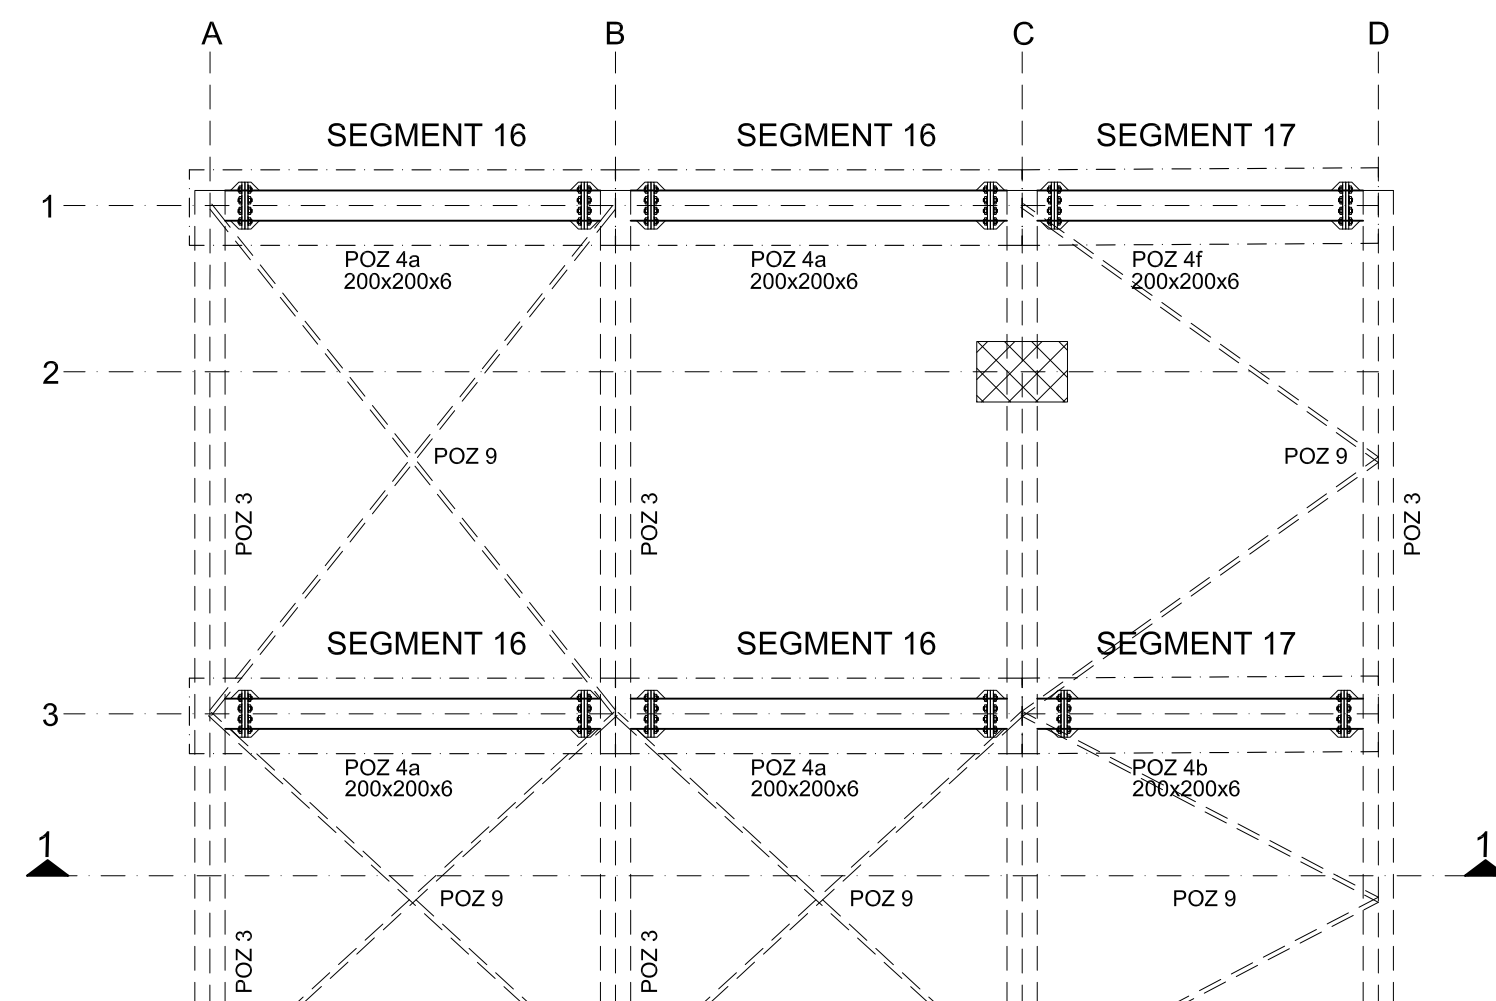 A B C D
SEGMENT 16 SEGMENT 16 SEGMENT 17
1
POZ 4a POZ 4a POZ 4f
200x200x6 200x200x6 200x200x6
2
POZ 9 POZ 9
POZ 3 POZ 3 POZ 3
SEGMENT 16 SEGMENT 16 SEGMENT 17
3
POZ 4a POZ 4a POZ 4b
200x200x6 200x200x6 200x200x6
1 1
POZ 9 POZ 9 POZ 9
POZ 3 POZ 3